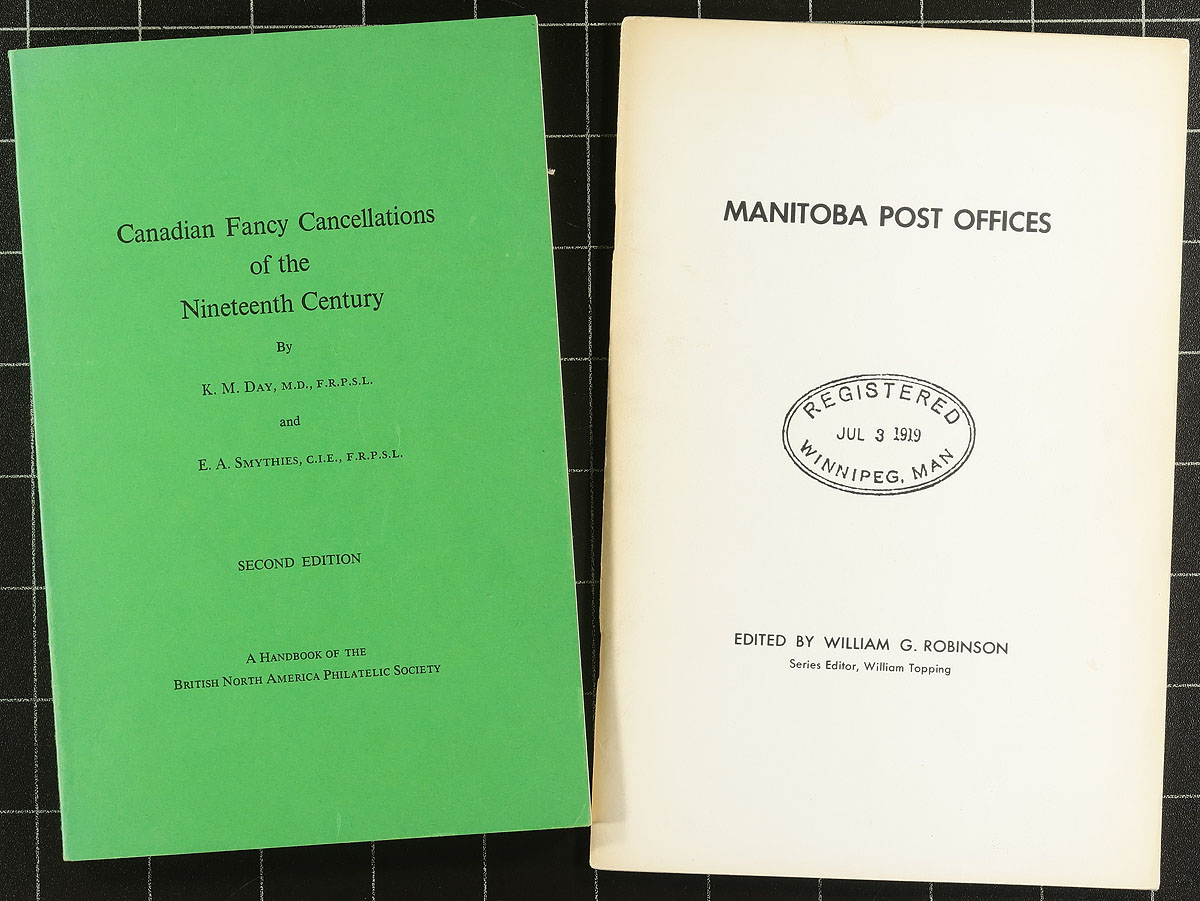 Canadian Fancy Cancellations
of the
Nineteenth Century
By
K. M. Day, M.D., F.R.P.S.L.
and
E. A. Smythies, C.I.E., F.R.P.S.L.
SECOND EDITION
A Handbook of the
British North America Philatelic Society
MANITOBA POST OFFICES
REGISTERED
JUL 3 1919
WINNIPEG, MAN
EDITED BY WILLIAM G. ROBINSON
Series Editor, William Topping